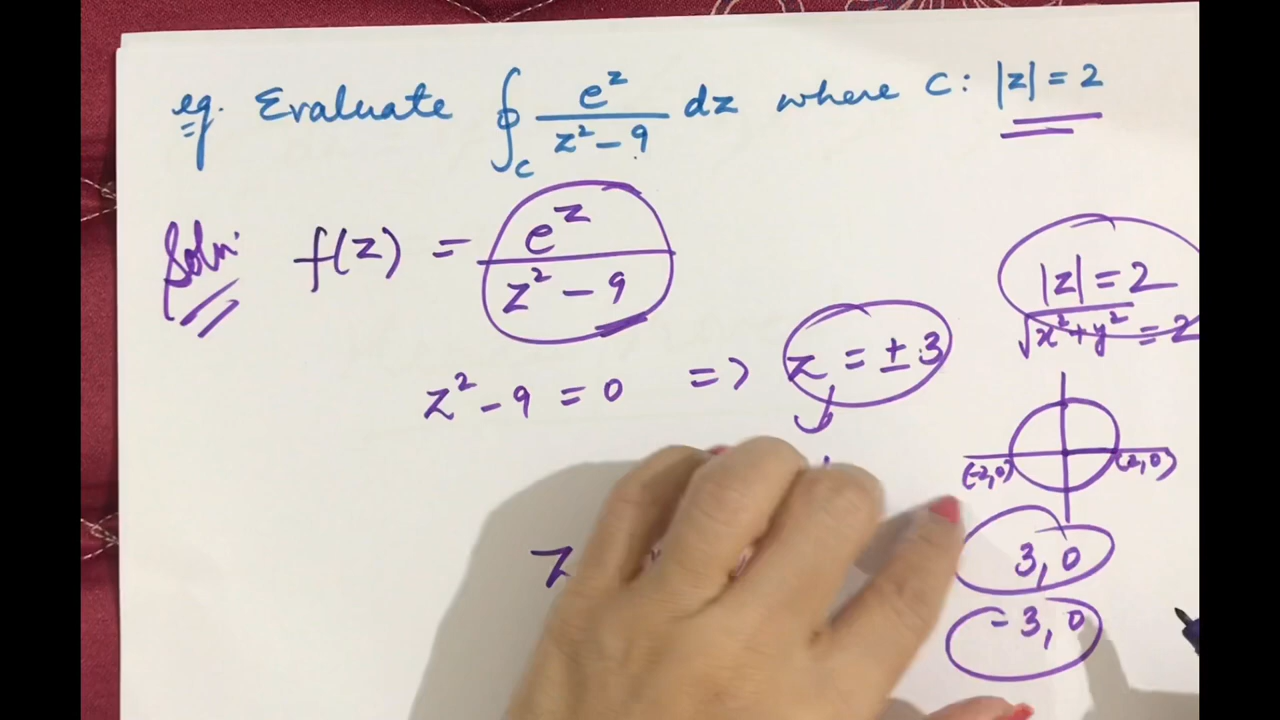 eg. Evaluate ∮_C e^z / (z² - 9) dz where C: |z| = 2
Soln: f(z) = e^z / (z² - 9)
|z| = 2
√(x² + y²) = 2
z² - 9 = 0 => z = ± 3
(-2,0) (2,0)
z
3, 0
- 3, 0